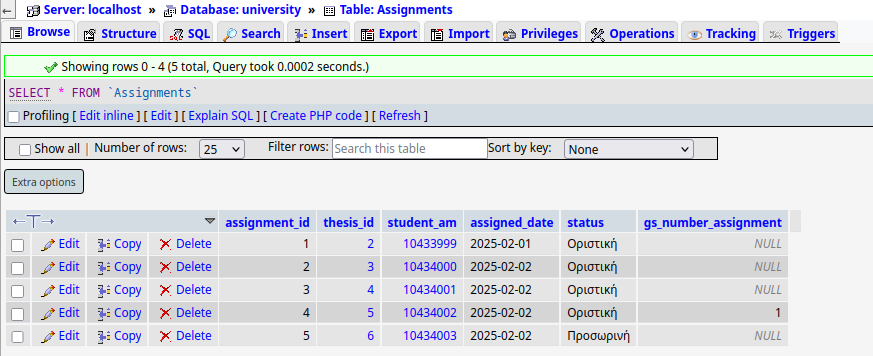 Server: localhost » Database: university » Table: Assignments
Browse Structure SQL Search Insert Export Import Privileges Operations Tracking Triggers
Showing rows 0 - 4 (5 total, Query took 0.0002 seconds.)
SELECT * FROM `Assignments`
Profiling [ Edit inline ] [ Edit ] [ Explain SQL ] [ Create PHP code ] [ Refresh ]
Show all | Number of rows: 25 Filter rows: Search this table Sort by key: None
Extra options
assignment_id thesis_id student_am assigned_date status gs_number_assignment
Edit Copy Delete 1 2 10433999 2025-02-01 Οριστική NULL
Edit Copy Delete 2 3 10434000 2025-02-02 Οριστική NULL
Edit Copy Delete 3 4 10434001 2025-02-02 Οριστική NULL
Edit Copy Delete 4 5 10434002 2025-02-02 Οριστική 1
Edit Copy Delete 5 6 10434003 2025-02-02 Προσωρινή NULL